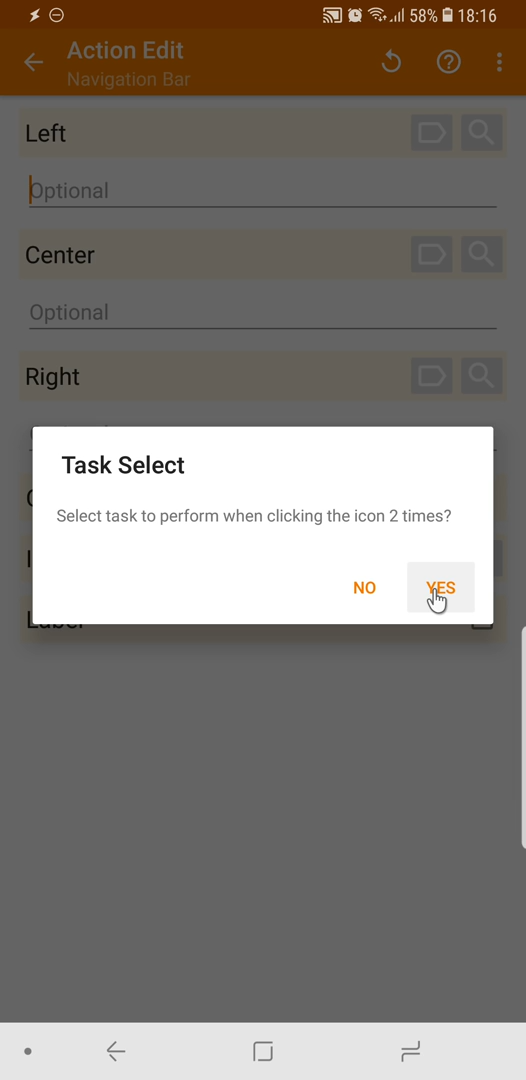 58% 18:16
Action Edit
Navigation Bar
Left
Optional
Center
Optional
Right
Task Select
Select task to perform when clicking the icon 2 times?
NO YES
Label